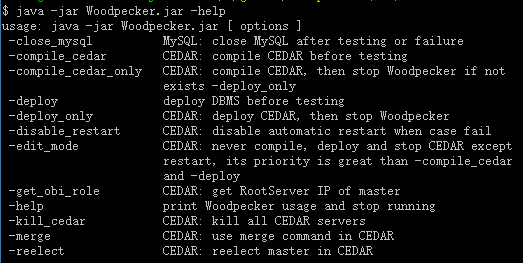 $ java -jar Woodpecker.jar -help
usage: java -jar Woodpecker.jar [ options ]
-close_mysql MySQL: close MySQL after testing or failure
-compile_cedar CEDAR: compile CEDAR before testing
-compile_cedar_only CEDAR: compile CEDAR, then stop Woodpecker if not
exists -deploy_only
-deploy deploy DBMS before testing
-deploy_only CEDAR: deploy CEDAR, then stop Woodpecker
-disable_restart CEDAR: disable automatic restart when case fail
-edit_mode CEDAR: never compile, deploy and stop CEDAR except
restart, its priority is great than -compile_cedar
and -deploy
-get_obi_role CEDAR: get RootServer IP of master
-help print Woodpecker usage and stop running
-kill_cedar CEDAR: kill all CEDAR servers
-merge CEDAR: use merge command in CEDAR
-reelect CEDAR: reelect master in CEDAR